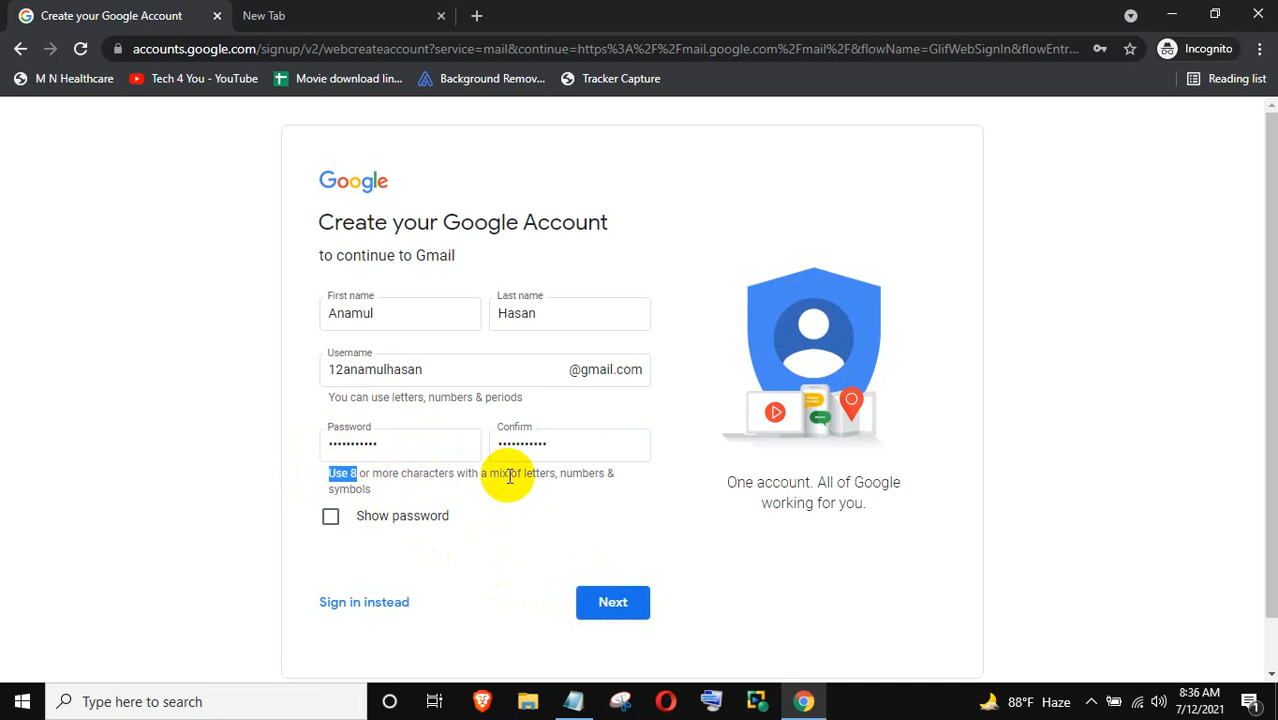 Create your Google Account
New Tab
accounts.google.com/signup/v2/webcreateaccount?service=mail&continue=https%3A%2F%2Fmail.google.com%2Fmail%2F&flowName=GlifWebSignIn&flowEntr...
Incognito
M N Healthcare
Tech 4 You - YouTube
Movie download lin...
Background Remov...
Tracker Capture
Reading list
Google
Create your Google Account
to continue to Gmail
First name
Last name
Anamul
Hasan
Username
12anamulhasan
@gmail.com
You can use letters, numbers & periods
Password
Confirm
•••••••••••
•••••••••••
Use 8 or more characters with a mix of letters, numbers &
symbols
Show password
One account. All of Google
working for you.
Sign in instead
Next
Type here to search
88°F Haze
8:36 AM
7/12/2021
1